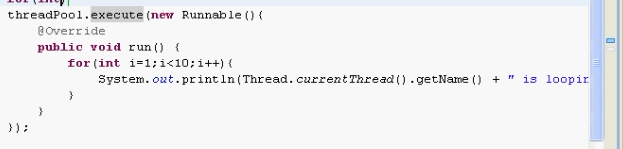 for(int
threadPool.execute(new Runnable(){
@Override
public void run() {
for(int i=1;i<10;i++){
System.out.println(Thread.currentThread().getName() + " is loopin
}
}
});